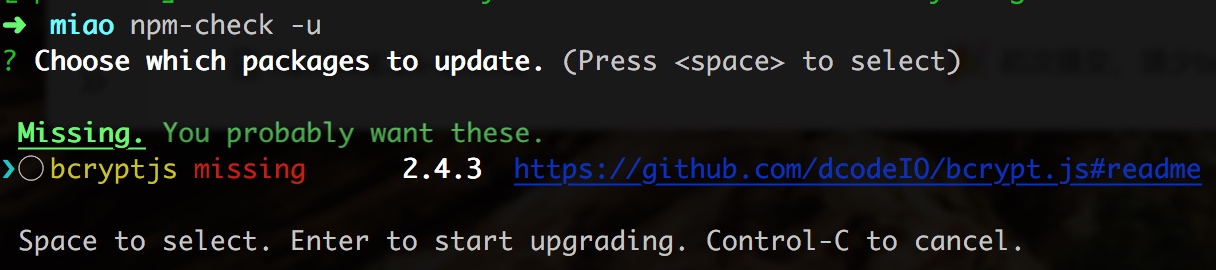 ➜ miao npm-check -u
? Choose which packages to update. (Press <space> to select)
Missing. You probably want these.
❯◯ bcryptjs missing 2.4.3 https://github.com/dcodeIO/bcrypt.js#readme
Space to select. Enter to start upgrading. Control-C to cancel.